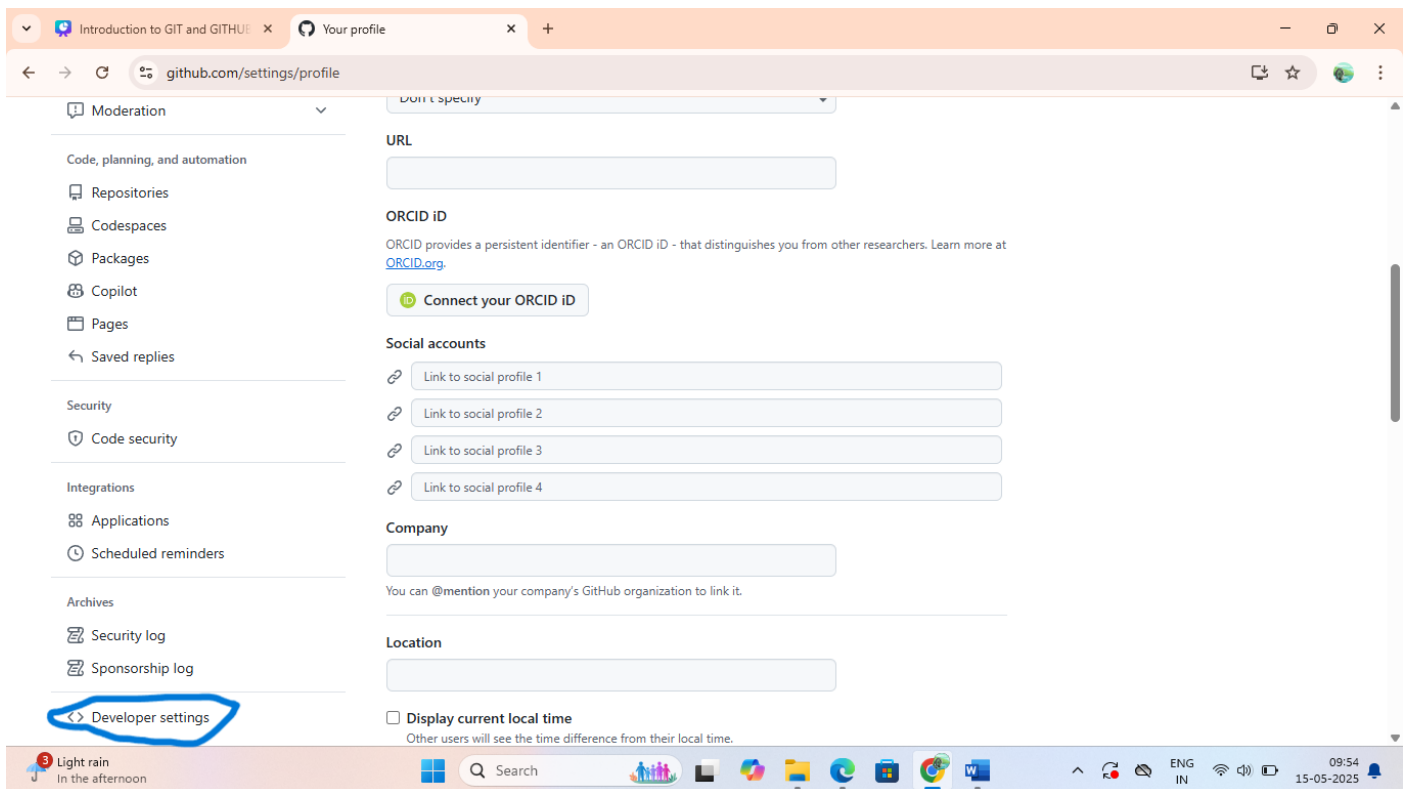 Introduction to GIT and GITHUB
Your profile
github.com/settings/profile
Moderation
Code, planning, and automation
Repositories
Codespaces
Packages
Copilot
Pages
Saved replies
Security
Code security
Integrations
Applications
Scheduled reminders
Archives
Security log
Sponsorship log
Developer settings
Don't specify
URL
ORCID iD
ORCID provides a persistent identifier - an ORCID iD - that distinguishes you from other researchers. Learn more at
ORCID.org.
iD Connect your ORCID iD
Social accounts
Link to social profile 1
Link to social profile 2
Link to social profile 3
Link to social profile 4
Company
You can @mention your company's GitHub organization to link it.
Location
Display current local time
Other users will see the time difference from their local time.
3
Light rain
In the afternoon
Search
ENG
IN
09:54
15-05-2025